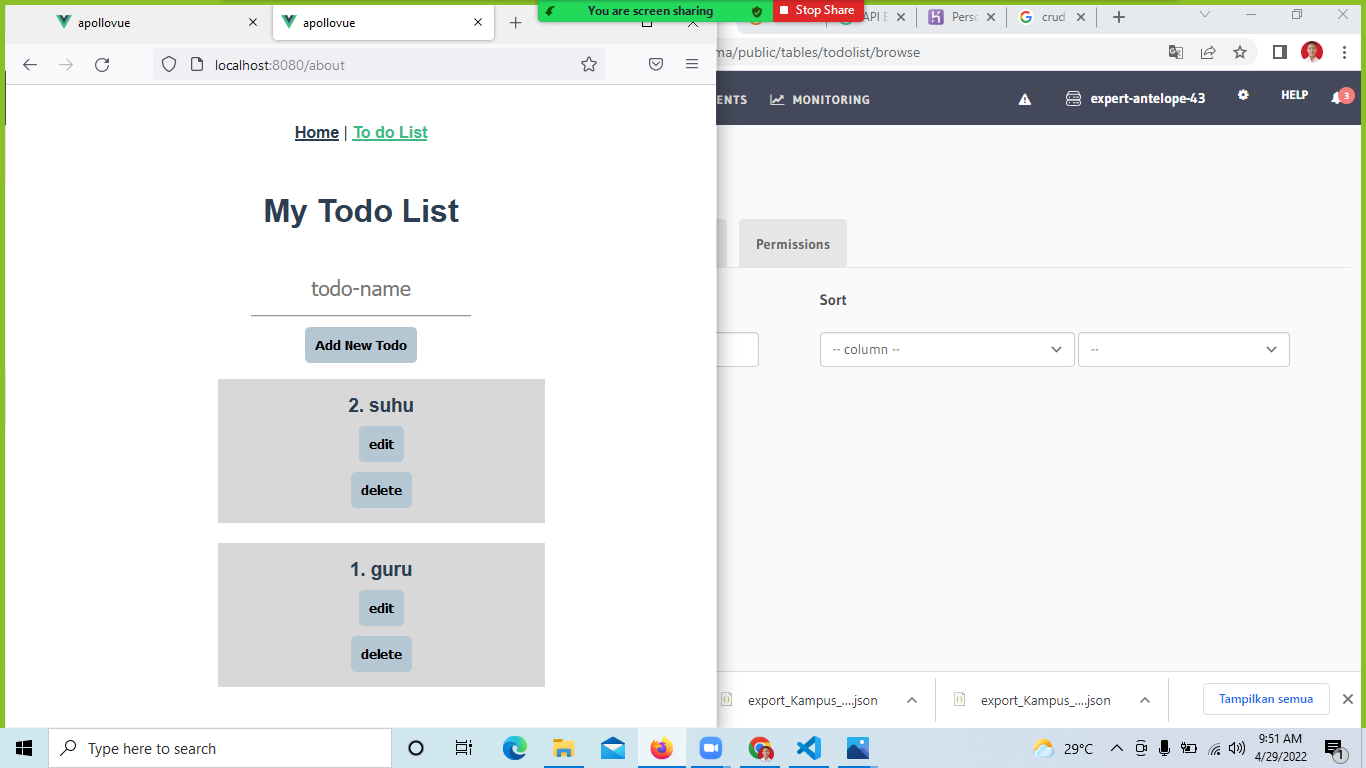 apollovue
apollovue
You are screen sharing
Stop Share
API E
Perso
crud
localhost:8080/about
ma/public/tables/todolist/browse
ENTS
MONITORING
expert-antelope-43
HELP
3
Home | To do List
My Todo List
Permissions
todo-name
Sort
Add New Todo
-- column --
--
2. suhu
edit
delete
1. guru
edit
delete
export_Kampus_....json
export_Kampus_....json
Tampilkan semua
Type here to search
29°C
9:51 AM
4/29/2022
1